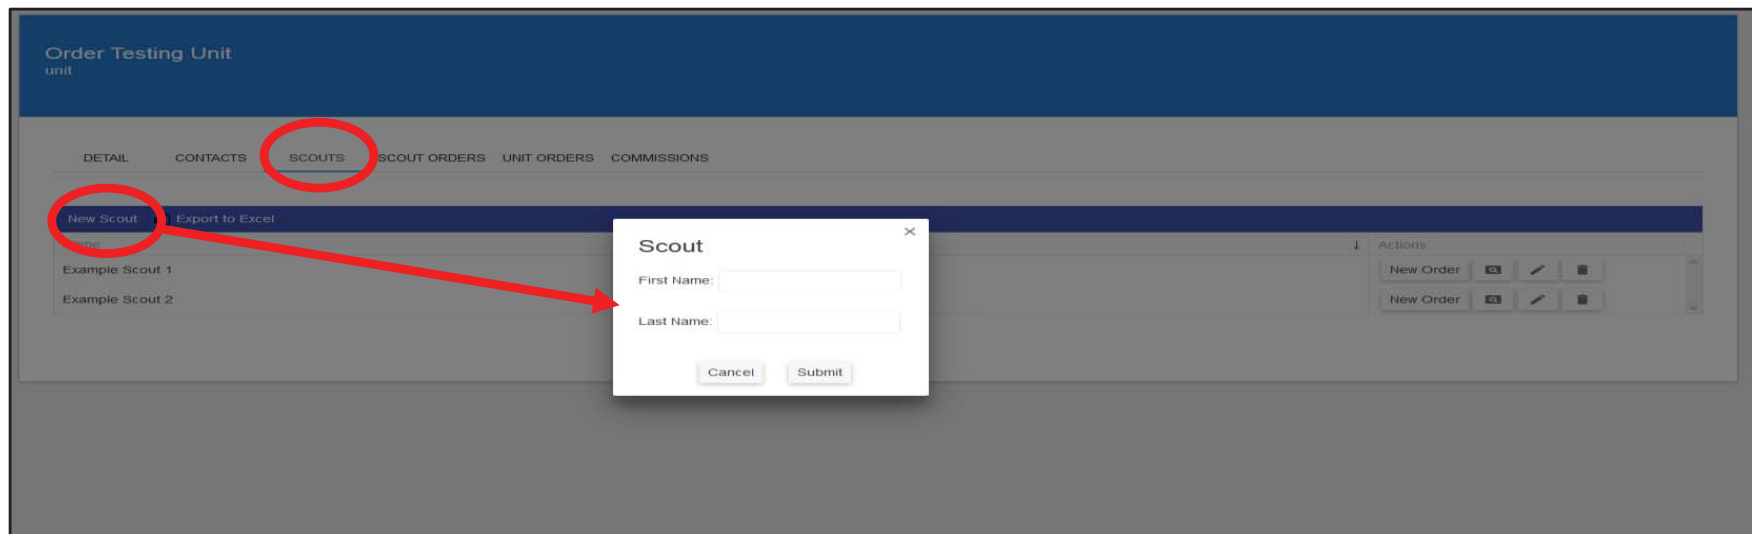 Order Testing Unit
unit
DETAIL CONTACTS SCOUTS SCOUT ORDERS UNIT ORDERS COMMISSIONS
New Scout Export to Excel
Name Actions
Example Scout 1 New Order
Example Scout 2 New Order
Scout
First Name:
Last Name:
Cancel Submit